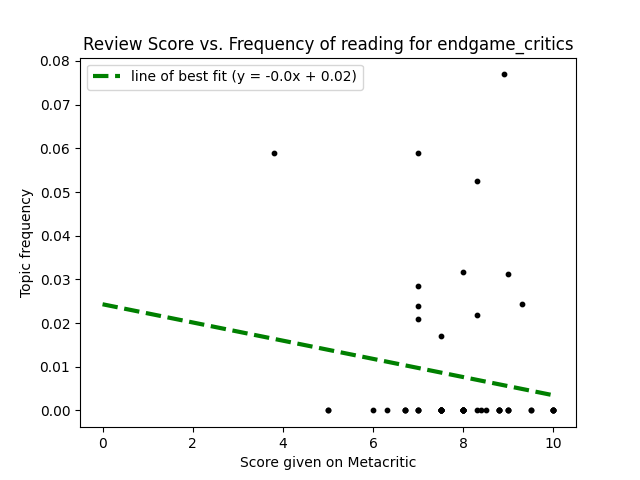 Review Score vs. Frequency of reading for endgame_critics
line of best fit (y = -0.0x + 0.02)
Topic frequency
0.08
0.07
0.06
0.05
0.04
0.03
0.02
0.01
0.00
0 2 4 6 8 10
Score given on Metacritic